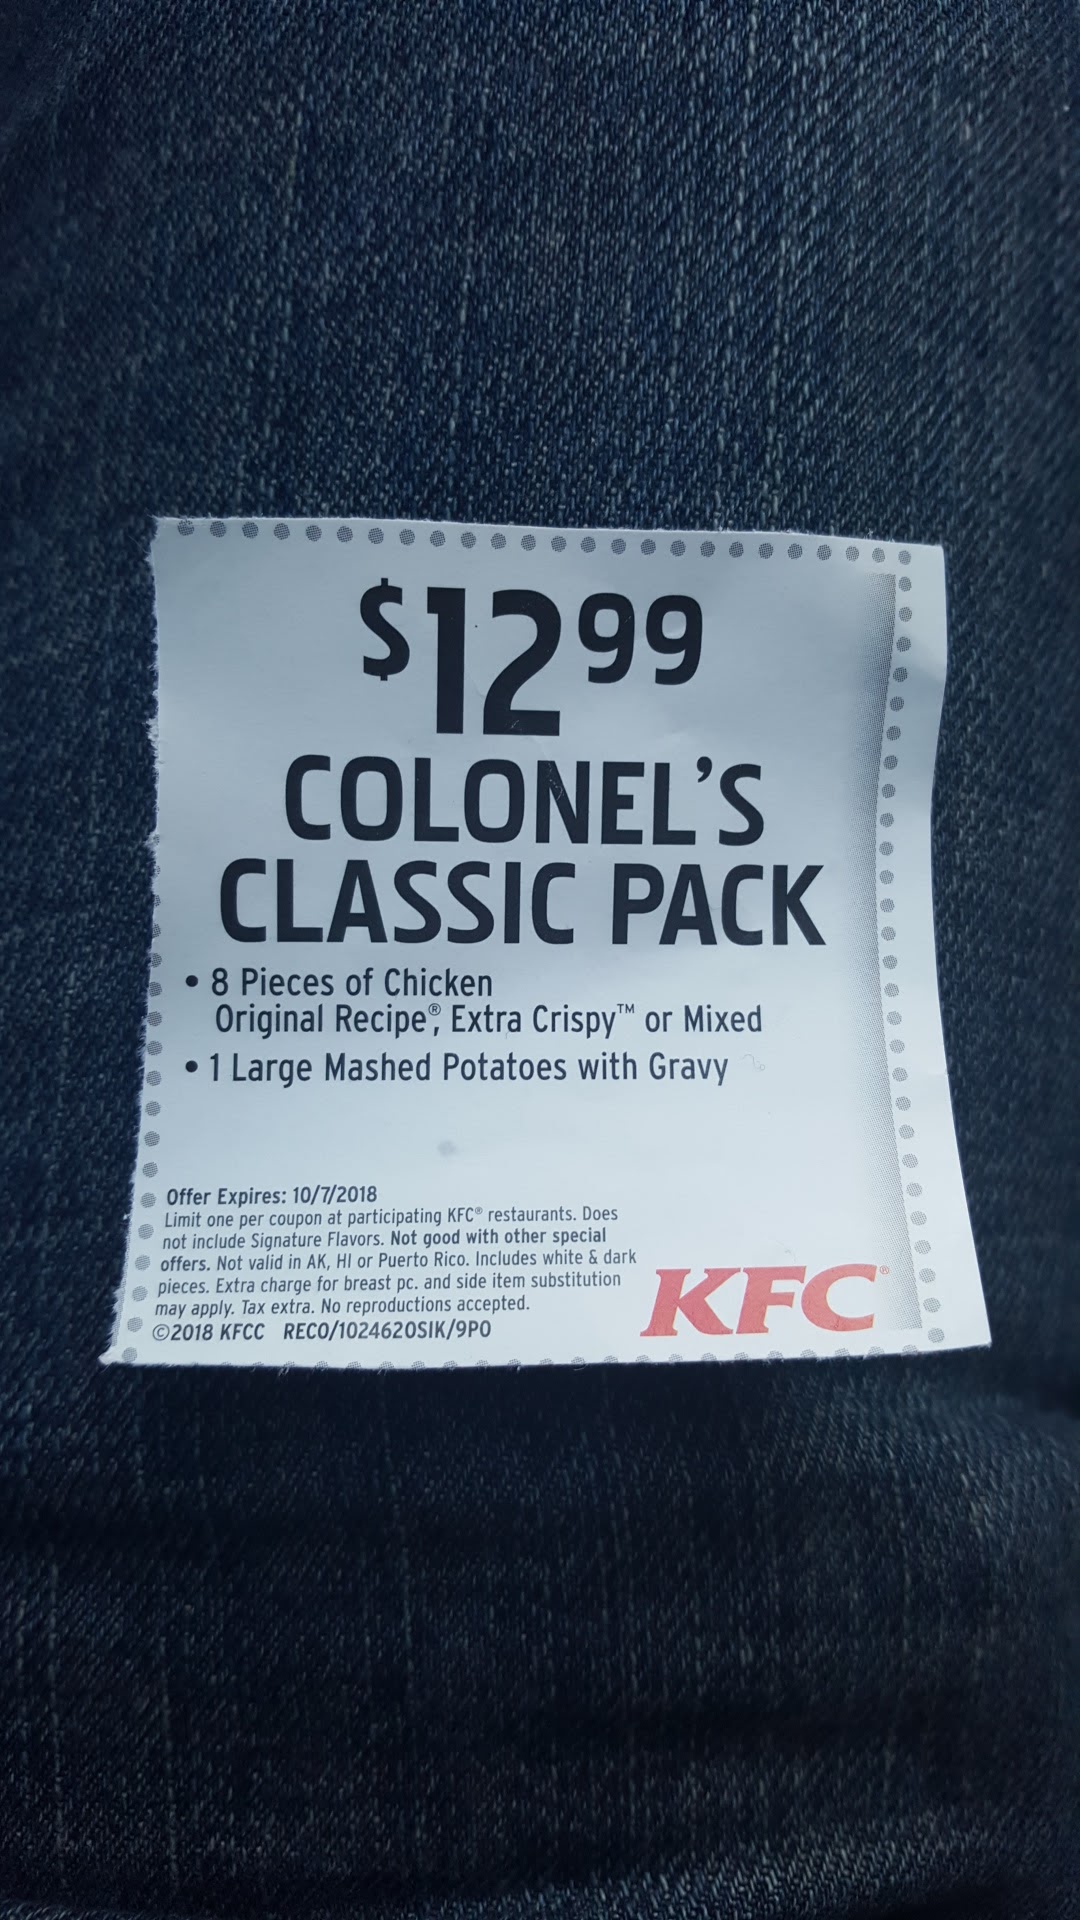 $12 99
COLONEL'S
CLASSIC PACK
• 8 Pieces of Chicken
Original Recipe®, Extra Crispy™ or Mixed
• 1 Large Mashed Potatoes with Gravy
Offer Expires: 10/7/2018
Limit one per coupon at participating KFC® restaurants. Does
not include Signature Flavors. Not good with other special
offers. Not valid in AK, HI or Puerto Rico. Includes white & dark
pieces. Extra charge for breast pc. and side item substitution
may apply. Tax extra. No reproductions accepted.
©2018 KFCC RECO/1024620SIK/9PO
KFC®